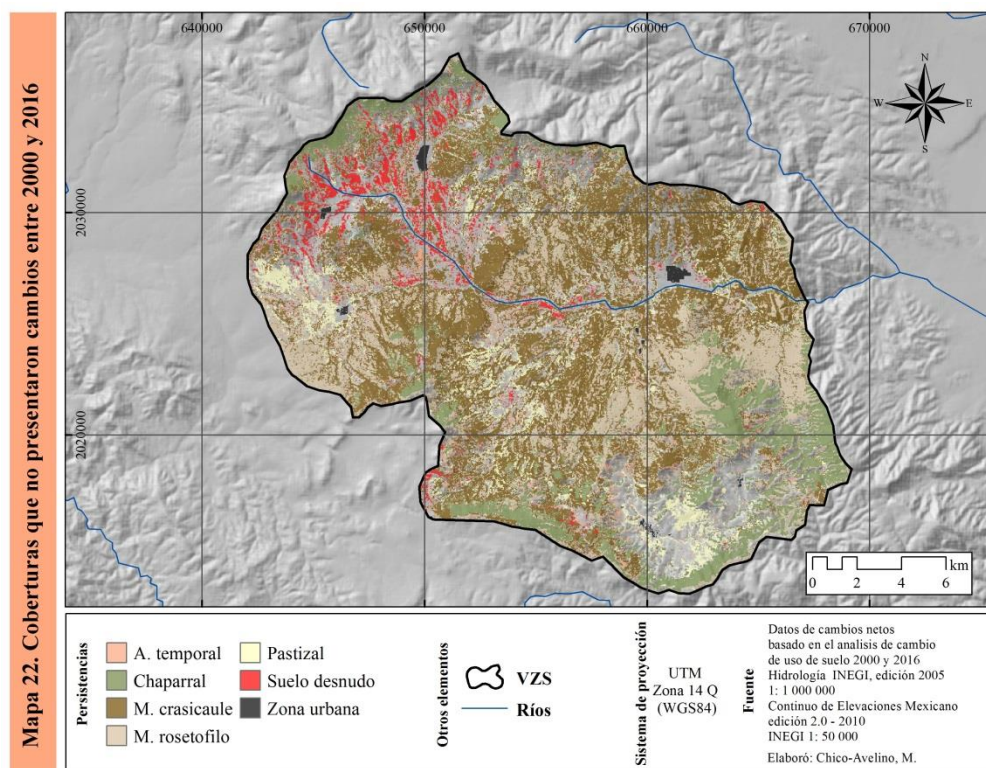 Mapa 22. Coberturas que no presentaron cambios entre 2000 y 2016
640000
650000
660000
670000
2030000
2020000
N
W
E
S
km
0
2
4
6
Persistencias
A. temporal
Chaparral
M. crasicaule
M. rosetofilo
Pastizal
Suelo desnudo
Zona urbana
Otros elementos
VZS
Ríos
Sistema de proyección
UTM
Zona 14 Q
(WGS84)
Fuente
Datos de cambios netos
basado en el analisis de cambio
de uso de suelo 2000 y 2016
Hidrología INEGI, edición 2005
1: 1 000 000
Continuo de Elevaciones Mexicano
edición 2.0 - 2010
INEGI 1: 50 000
Elaboró: Chico-Avelino, M.